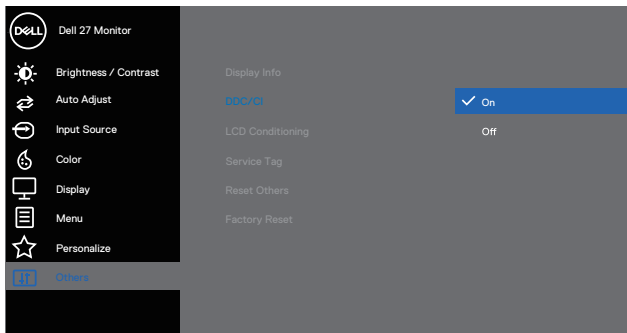 DELL
Dell 27 Monitor
Brightness / Contrast
Auto Adjust
Input Source
Color
Display
Menu
Personalize
Others
Display Info
DDC/CI
LCD Conditioning
Service Tag
Reset Others
Factory Reset
On
Off